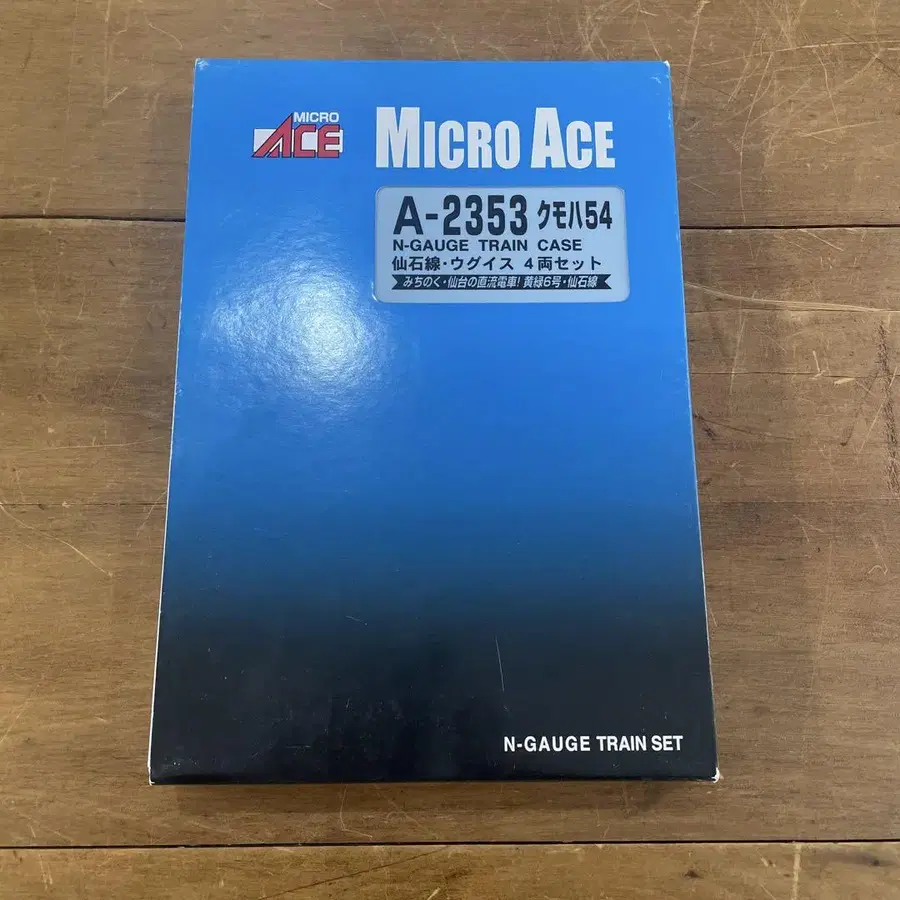 MICRO
ACE
MICRO ACE
A-2353 クモハ54
N-GAUGE TRAIN CASE
仙石線・ウグイス 4両セット
みちのく・仙台の直流電車! 黄緑6号・仙石線
N-GAUGE TRAIN SET